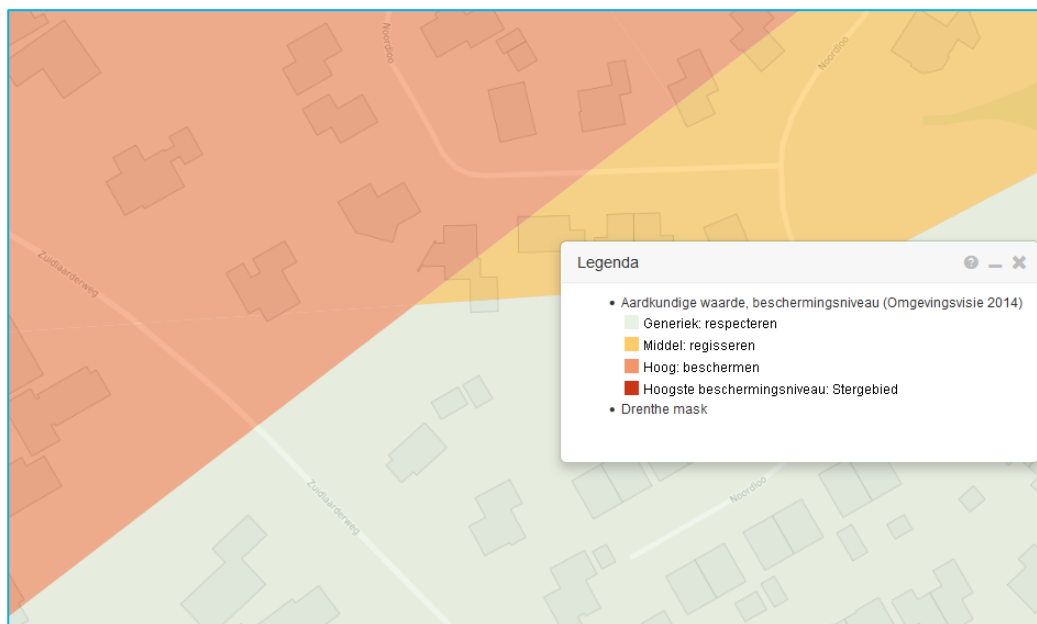 Noordloo
Noordloo
Zuidlaarderweg
Legenda
• Aardkundige waarde, beschermingsniveau (Omgevingsvisie 2014)
Generiek: respecteren
Middel: regisseren
Hoog: beschermen
Hoogste beschermingsniveau: Stergebied
• Drenthe mask
Zuidlaarderweg
Noordloo